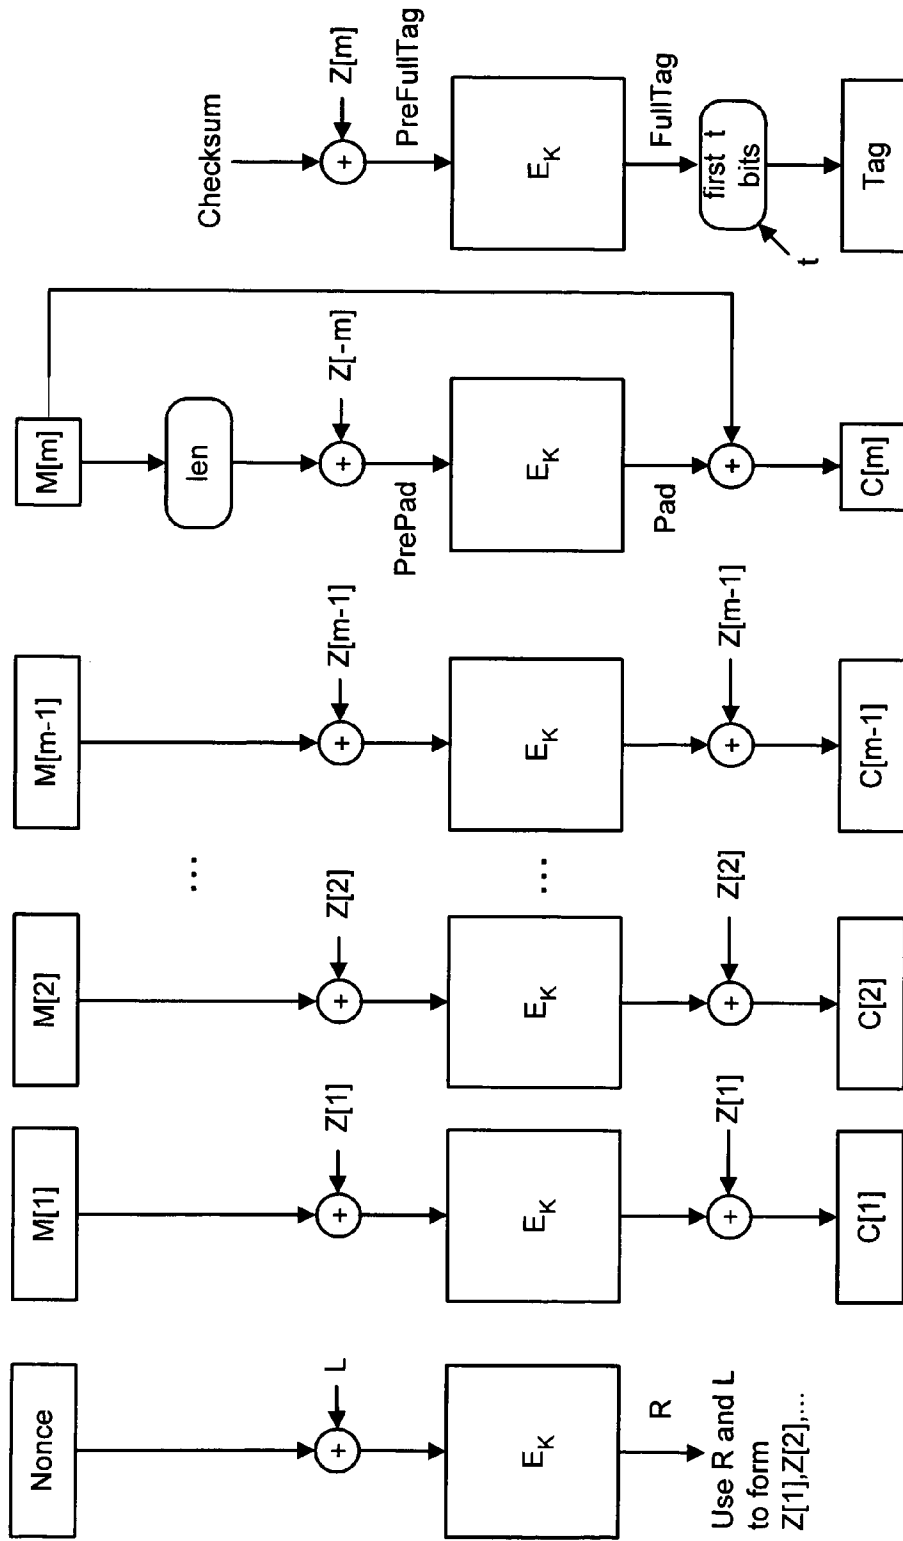 Nonce
L
+
E_K
R
Use R and L
to form
Z[1],Z[2],...
M[1]
Z[1]
+
E_K
Z[1]
+
C[1]
M[2]
Z[2]
+
E_K
Z[2]
+
C[2]
...
...
M[m-1]
Z[m-1]
+
E_K
Z[m-1]
+
C[m-1]
M[m]
len
Z[-m]
+
PrePad
E_K
Pad
+
C[m]
Checksum
Z[m]
+
PreFullTag
E_K
FullTag
first t
bits
t
Tag